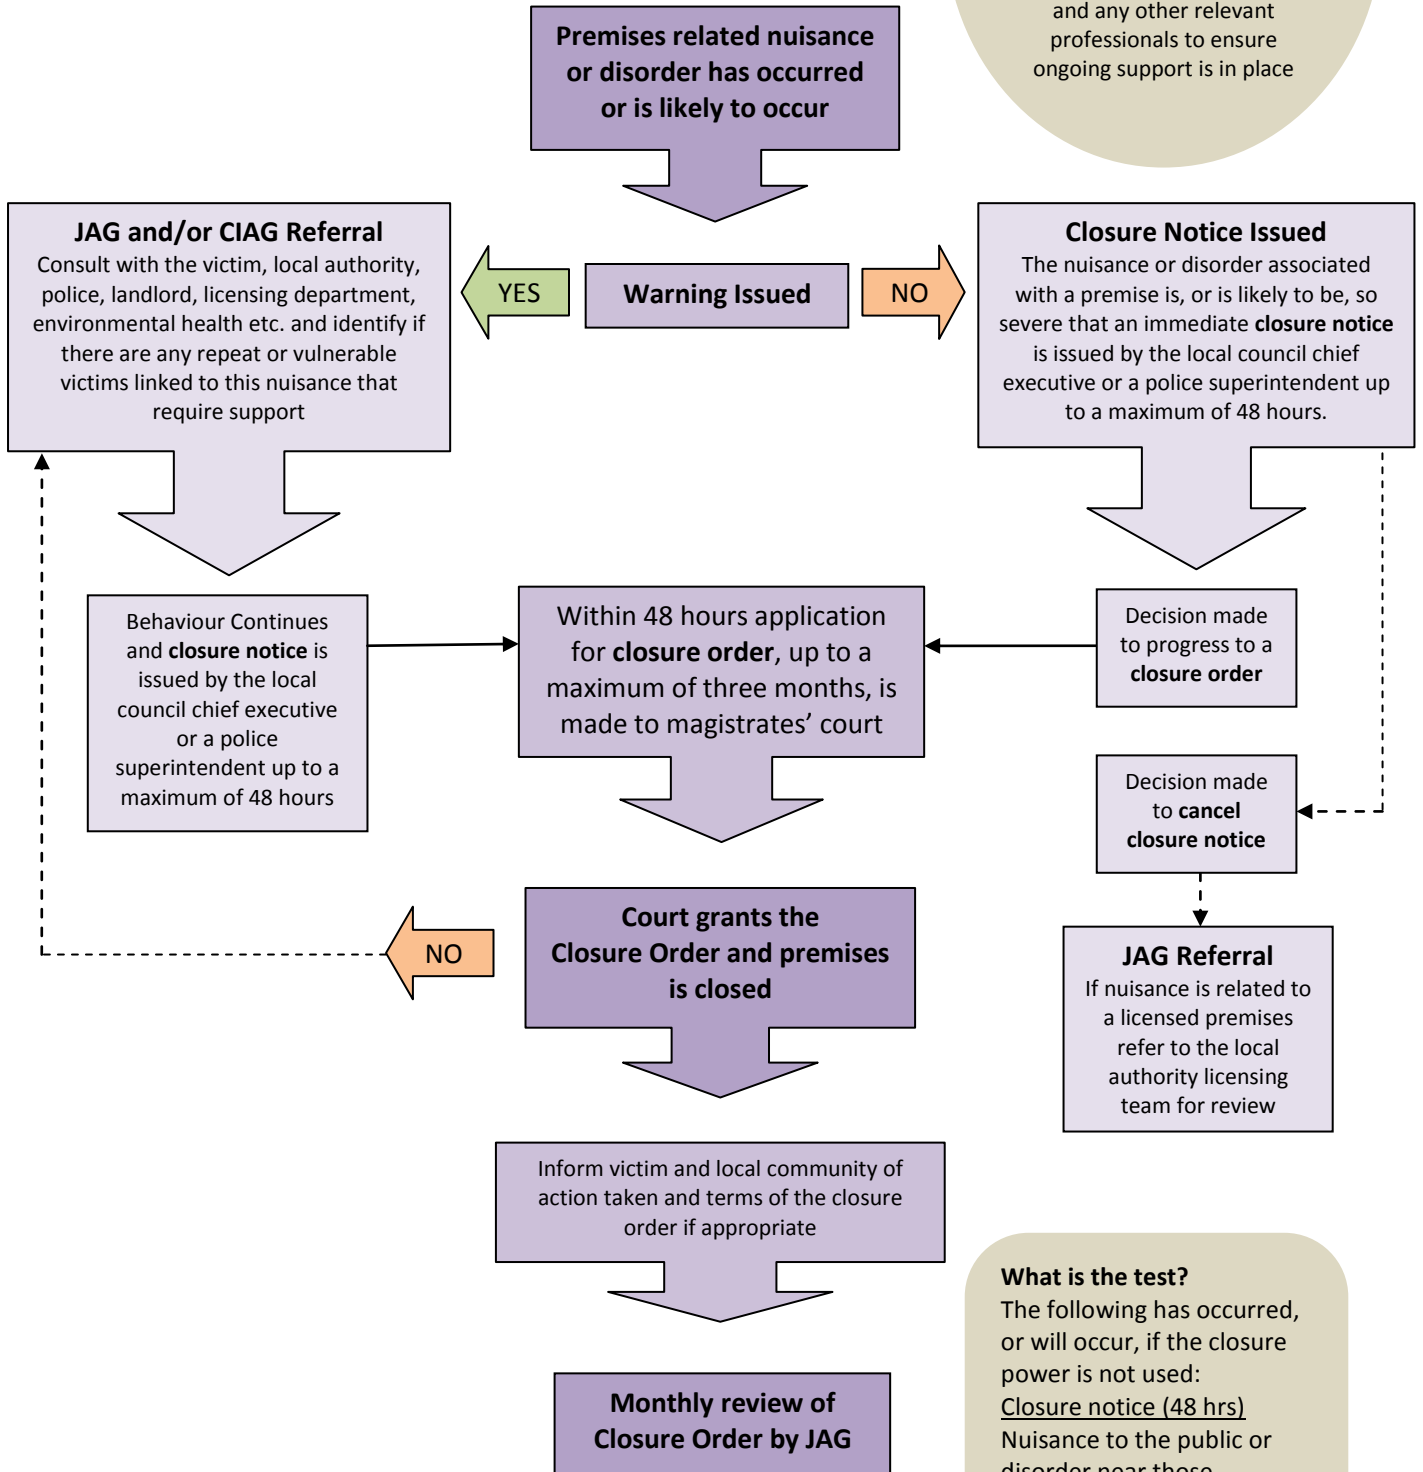 and any other relevant
professionals to ensure
ongoing support is in place
Premises related nuisance
or disorder has occurred
or is likely to occur
JAG and/or CIAG Referral
Consult with the victim, local authority,
police, landlord, licensing department,
environmental health etc. and identify if
there are any repeat or vulnerable
victims linked to this nuisance that
require support
YES
Warning Issued
NO
Closure Notice Issued
The nuisance or disorder associated
with a premise is, or is likely to be, so
severe that an immediate closure notice
is issued by the local council chief
executive or a police superintendent up
to a maximum of 48 hours.
Behaviour Continues
and closure notice is
issued by the local
council chief executive
or a police
superintendent up to a
maximum of 48 hours
Within 48 hours application
for closure order, up to a
maximum of three months, is
made to magistrates’ court
Decision made
to progress to a
closure order
Decision made
to cancel
closure notice
NO
Court grants the
Closure Order and premises
is closed
JAG Referral
If nuisance is related to
a licensed premises
refer to the local
authority licensing
team for review
Inform victim and local community of
action taken and terms of the closure
order if appropriate
What is the test?
The following has occurred,
or will occur, if the closure
power is not used:
Closure notice (48 hrs)
Nuisance to the public or
disorder near those
Monthly review of
Closure Order by JAG